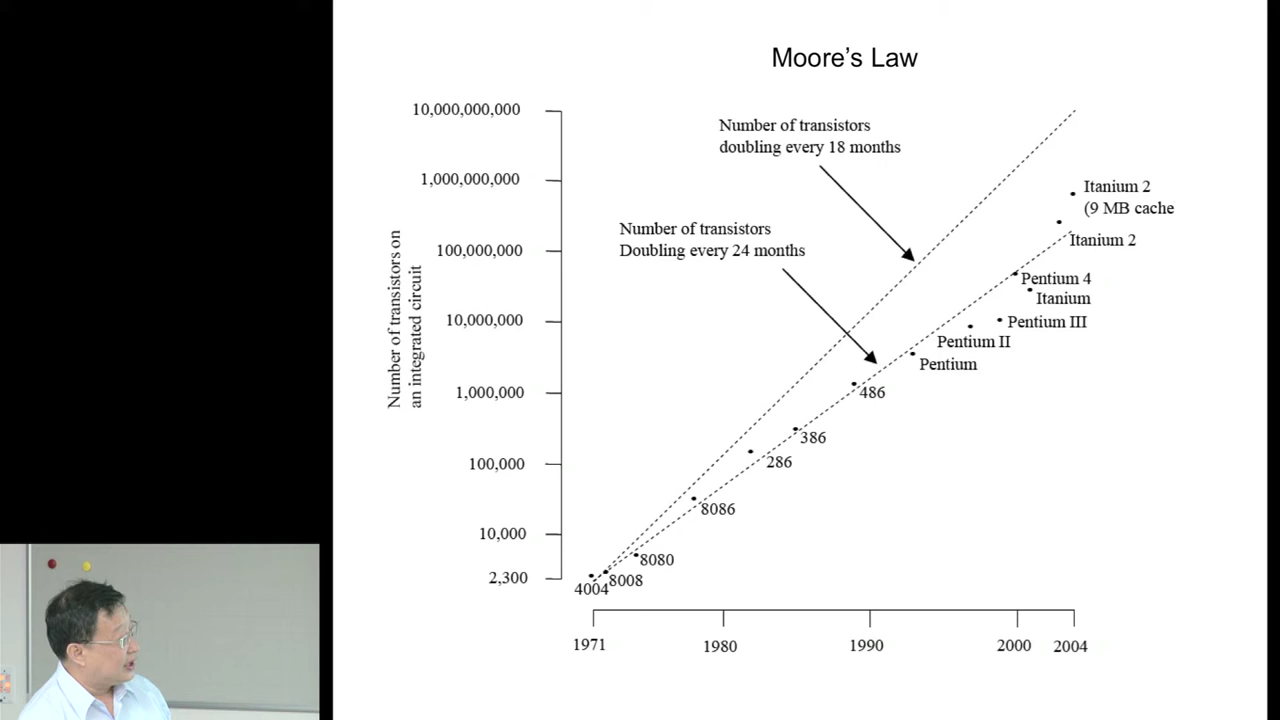 Moore's Law
10,000,000,000
1,000,000,000
100,000,000
10,000,000
1,000,000
100,000
10,000
2,300
Number of transistors on
an integrated circuit
Number of transistors
doubling every 18 months
Number of transistors
Doubling every 24 months
Itanium 2
(9 MB cache
Itanium 2
Pentium 4
Itanium
Pentium III
Pentium II
Pentium
486
386
286
8086
8080
8008
4004
1971
1980
1990
2000
2004